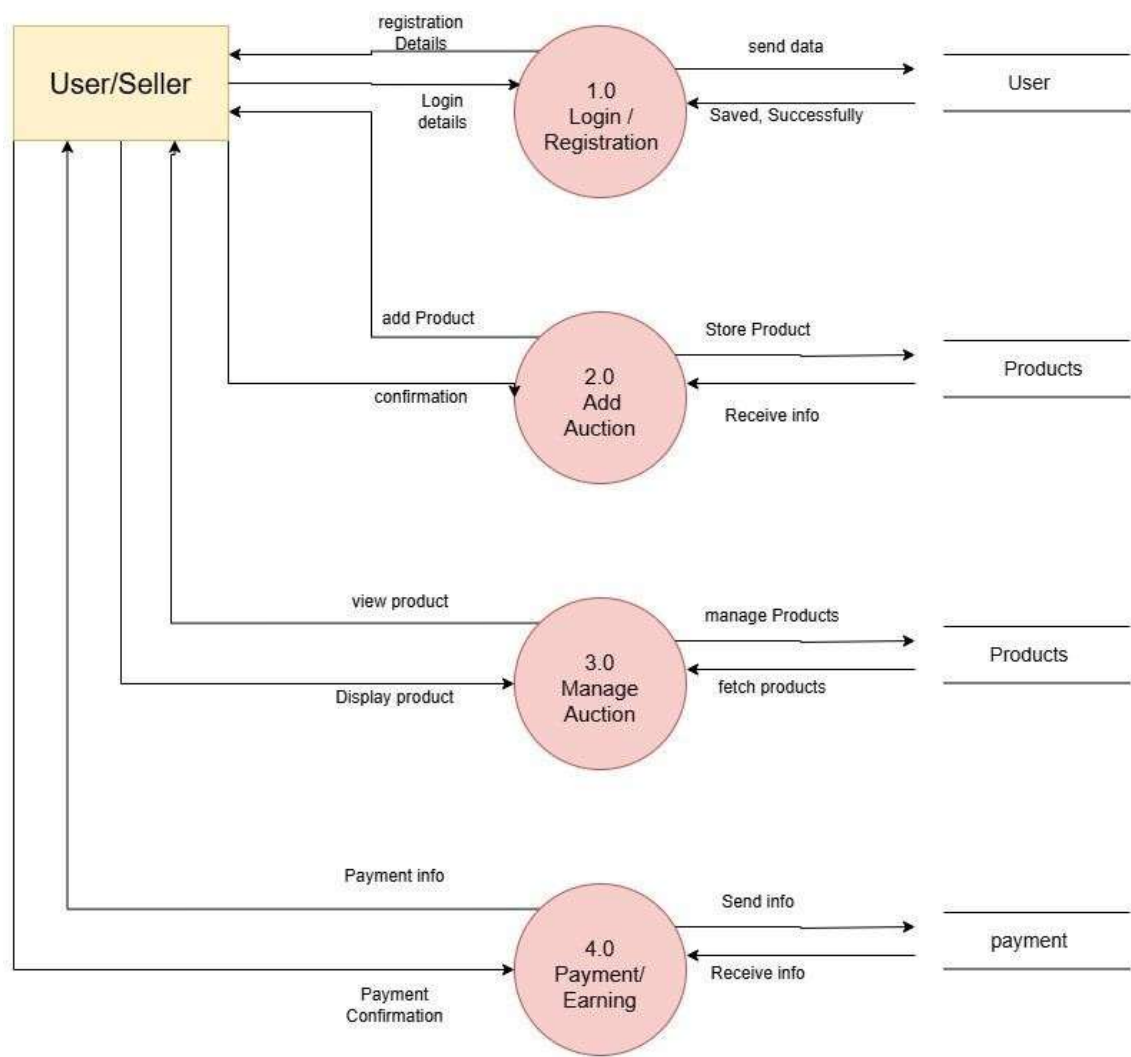 registration
Details
send data
User/Seller
1.0
Login /
Registration
User
Login
details
Saved, Successfully
add Product
Store Product
2.0
Add
Auction
Products
confirmation
Receive info
view product
manage Products
3.0
Manage
Auction
Products
Display product
fetch products
Payment info
Send info
4.0
Payment/
Earning
payment
Receive info
Payment
Confirmation